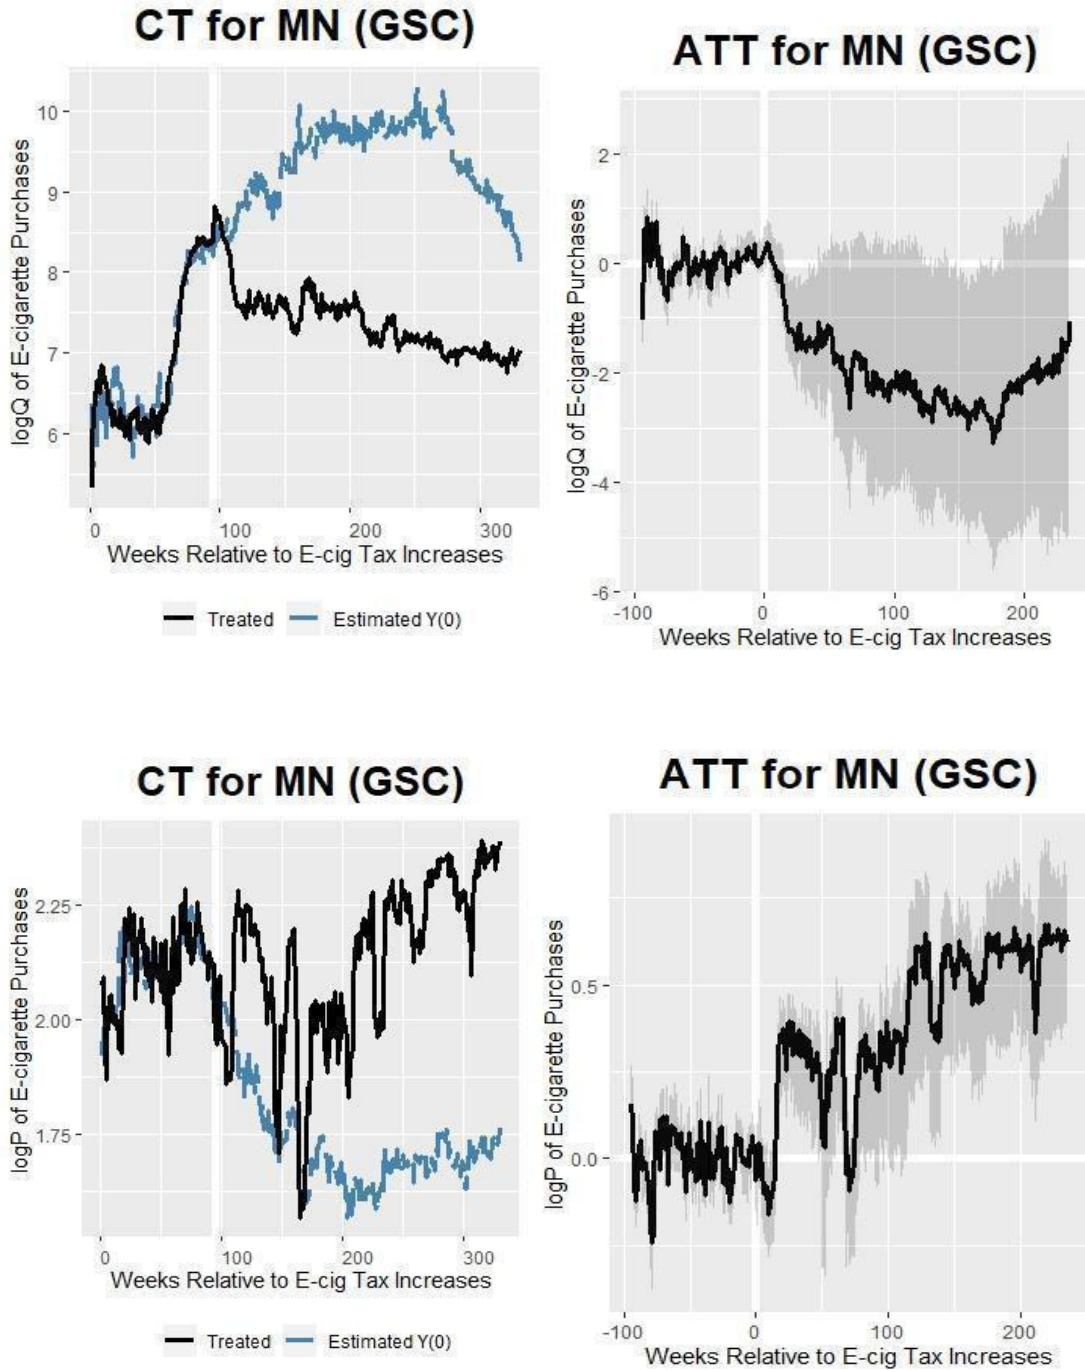 CT for MN (GSC)
logQ of E-cigarette Purchases
10
9
8
7
6
0
100
200
300
Weeks Relative to E-cig Tax Increases
Treated
Estimated Y(0)
ATT for MN (GSC)
logQ of E-cigarette Purchases
2
0
-2
-4
-6
-100
0
100
200
Weeks Relative to E-cig Tax Increases
CT for MN (GSC)
logP of E-cigarette Purchases
2.25
2.00
1.75
0
100
200
300
Weeks Relative to E-cig Tax Increases
Treated
Estimated Y(0)
ATT for MN (GSC)
logP of E-cigarette Purchases
0.5
0.0
-100
0
100
200
Weeks Relative to E-cig Tax Increases